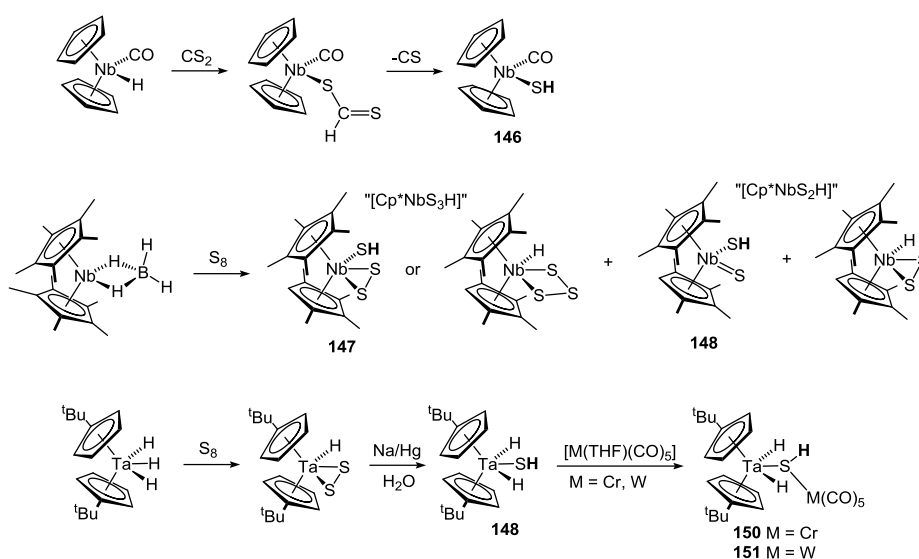 CO
Nb
H
CS2
CO
Nb
S
C=S
H
-CS
CO
Nb
SH
146
"[Cp*NbS3H]"
"[Cp*NbS2H]"
H
Nb
H
B
H
H
S8
SH
Nb
S
S
147
or
H
Nb
S
S
+
SH
Nb
S
148
+
H
Nb
S
tBu
H
Ta
H
H
tBu
S8
tBu
H
Ta
S
S
tBu
Na/Hg
H2O
tBu
H
Ta
SH
H
tBu
148
[M(THF)(CO)5]
M = Cr, W
tBu
H
H
Ta
S
H
M(CO)5
tBu
150 M = Cr
151 M = W